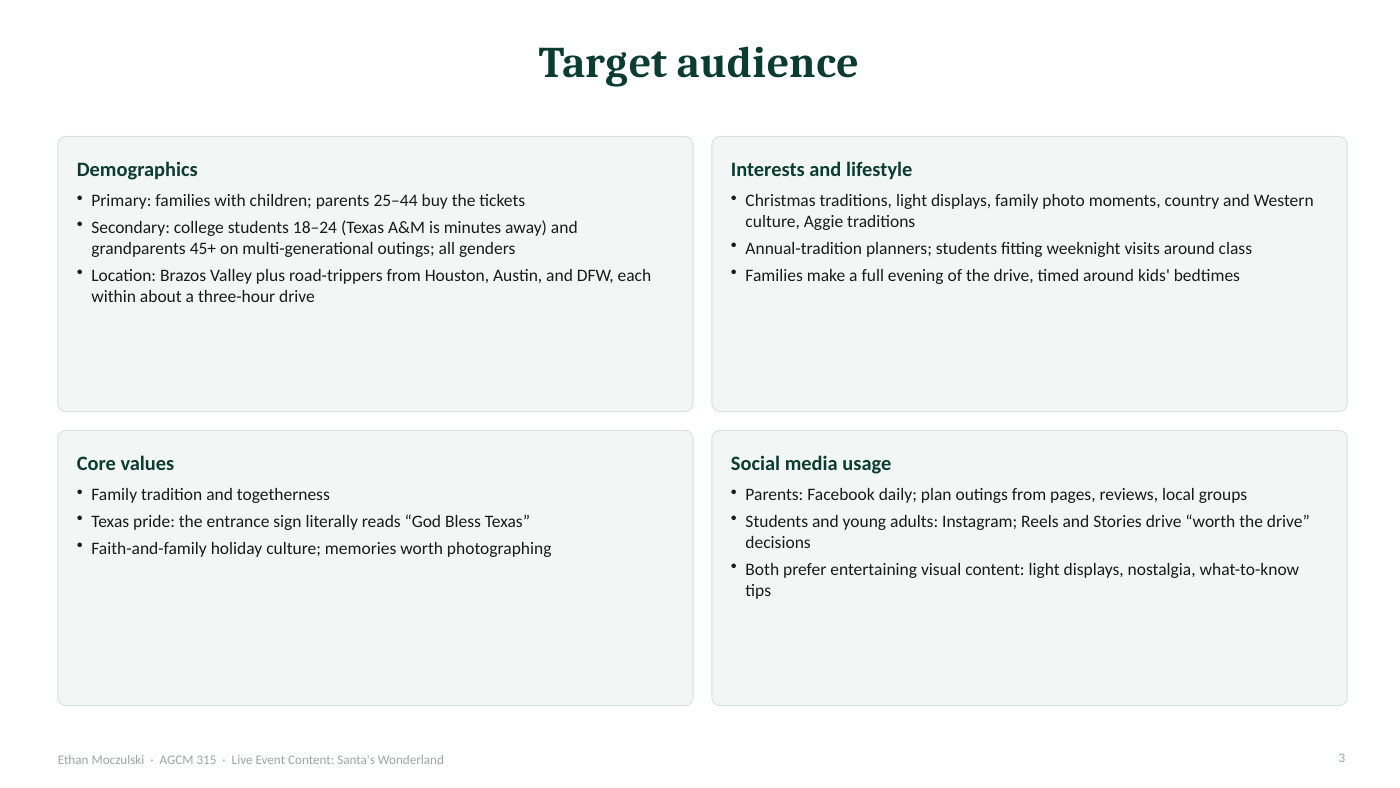 Target audience
Demographics
• Primary: families with children; parents 25–44 buy the tickets
• Secondary: college students 18–24 (Texas A&M is minutes away) and
grandparents 45+ on multi-generational outings; all genders
• Location: Brazos Valley plus road-trippers from Houston, Austin, and DFW, each
within about a three-hour drive
Interests and lifestyle
• Christmas traditions, light displays, family photo moments, country and Western
culture, Aggie traditions
• Annual-tradition planners; students fitting weeknight visits around class
• Families make a full evening of the drive, timed around kids' bedtimes
Core values
• Family tradition and togetherness
• Texas pride: the entrance sign literally reads “God Bless Texas”
• Faith-and-family holiday culture; memories worth photographing
Social media usage
• Parents: Facebook daily; plan outings from pages, reviews, local groups
• Students and young adults: Instagram; Reels and Stories drive “worth the drive”
decisions
• Both prefer entertaining visual content: light displays, nostalgia, what-to-know
tips
Ethan Moczulski · AGCM 315 · Live Event Content: Santa's Wonderland
3